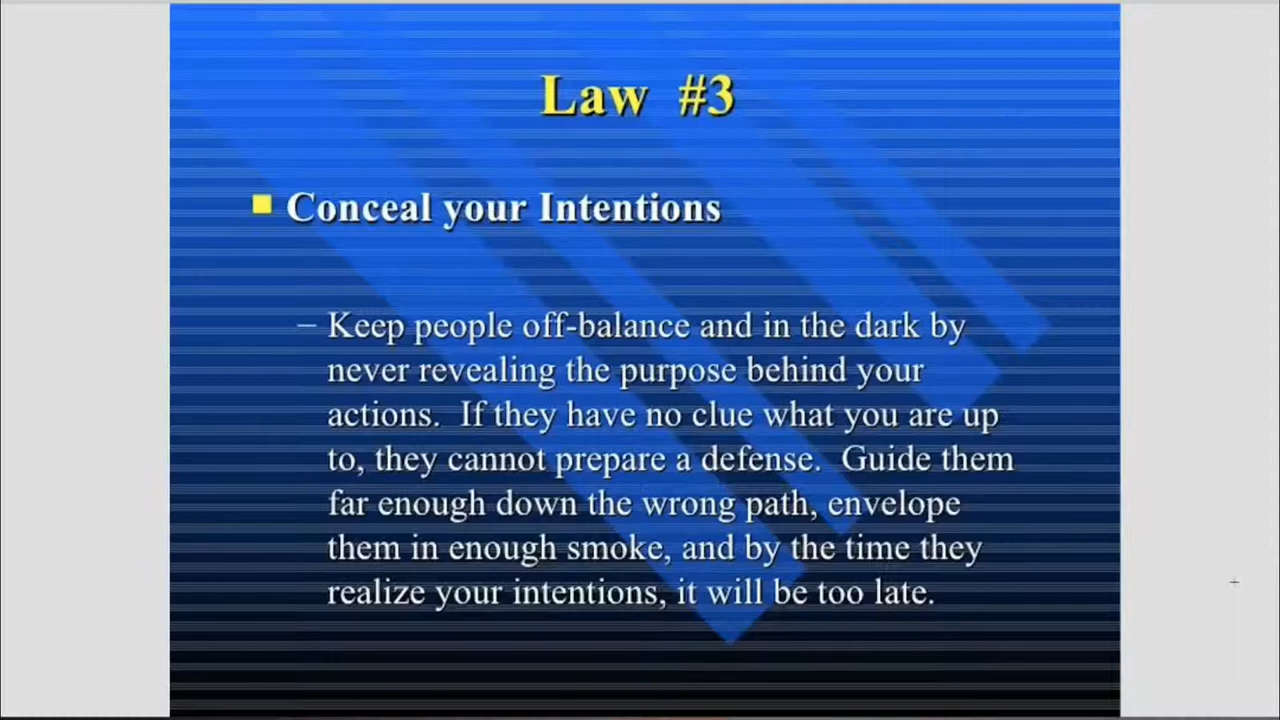 Law #3
Conceal your Intentions
– Keep people off-balance and in the dark by
never revealing the purpose behind your
actions. If they have no clue what you are up
to, they cannot prepare a defense. Guide them
far enough down the wrong path, envelope
them in enough smoke, and by the time they
realize your intentions, it will be too late.